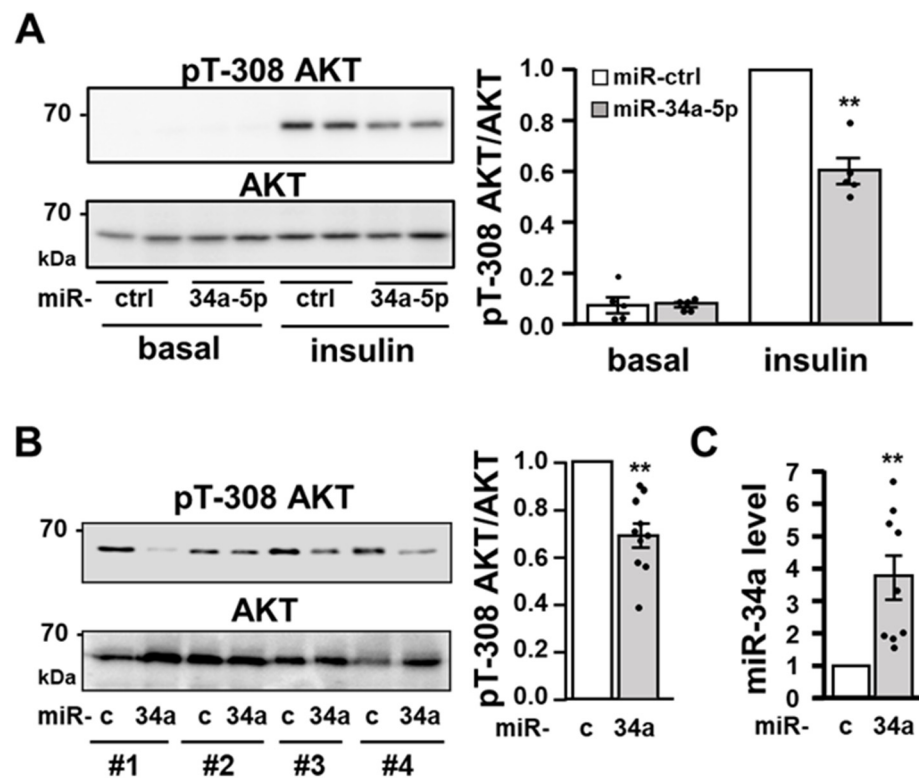 A
pT-308 AKT
70
AKT
70
kDa
miR- ctrl 34a-5p ctrl 34a-5p
basal insulin
pT-308 AKT/AKT
1.0
0.8
0.6
0.4
0.2
0.0
miR-ctrl
miR-34a-5p
**
basal insulin
B
pT-308 AKT
70
AKT
70
kDa
miR- c 34a c 34a c 34a c 34a
#1 #2 #3 #4
pT-308 AKT/AKT
1.0
0.8
0.6
0.4
0.2
0.0
**
miR- c 34a
C
miR-34a level
7
6
5
4
3
2
1
0
**
miR- c 34a